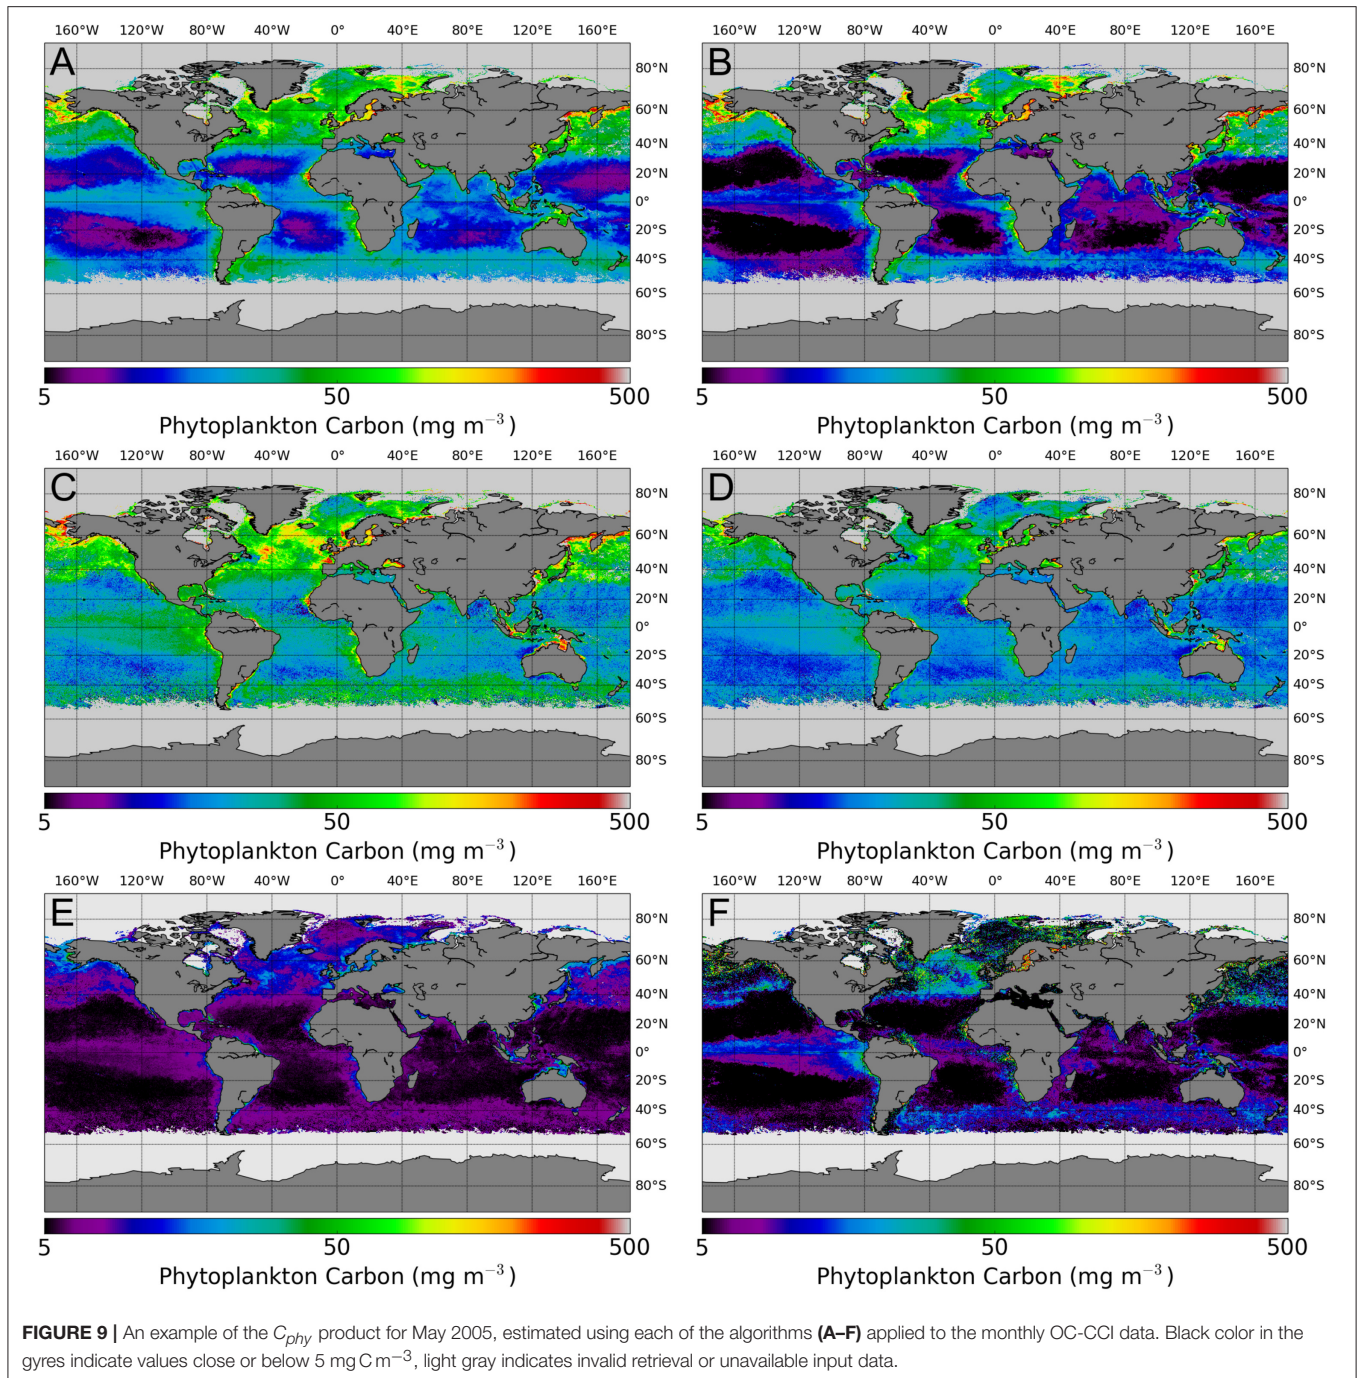 160°W 120°W 80°W 40°W 0° 40°E 80°E 120°E 160°E
160°W 120°W 80°W 40°W 0° 40°E 80°E 120°E 160°E
A
80°N
60°N
40°N
20°N
0°
20°S
40°S
60°S
80°S
5 50 500
Phytoplankton Carbon (mg m⁻³)
B
80°N
60°N
40°N
20°N
0°
20°S
40°S
60°S
80°S
5 50 500
Phytoplankton Carbon (mg m⁻³)
160°W 120°W 80°W 40°W 0° 40°E 80°E 120°E 160°E
160°W 120°W 80°W 40°W 0° 40°E 80°E 120°E 160°E
C
80°N
60°N
40°N
20°N
0°
20°S
40°S
60°S
80°S
5 50 500
Phytoplankton Carbon (mg m⁻³)
D
80°N
60°N
40°N
20°N
0°
20°S
40°S
60°S
80°S
5 50 500
Phytoplankton Carbon (mg m⁻³)
160°W 120°W 80°W 40°W 0° 40°E 80°E 120°E 160°E
160°W 120°W 80°W 40°W 0° 40°E 80°E 120°E 160°E
E
80°N
60°N
40°N
20°N
0°
20°S
40°S
60°S
80°S
5 50 500
Phytoplankton Carbon (mg m⁻³)
F
80°N
60°N
40°N
20°N
0°
20°S
40°S
60°S
80°S
5 50 500
Phytoplankton Carbon (mg m⁻³)
FIGURE 9 | An example of the Cphy product for May 2005, estimated using each of the algorithms (A–F) applied to the monthly OC-CCI data. Black color in the
gyres indicate values close or below 5 mg C m−3, light gray indicates invalid retrieval or unavailable input data.